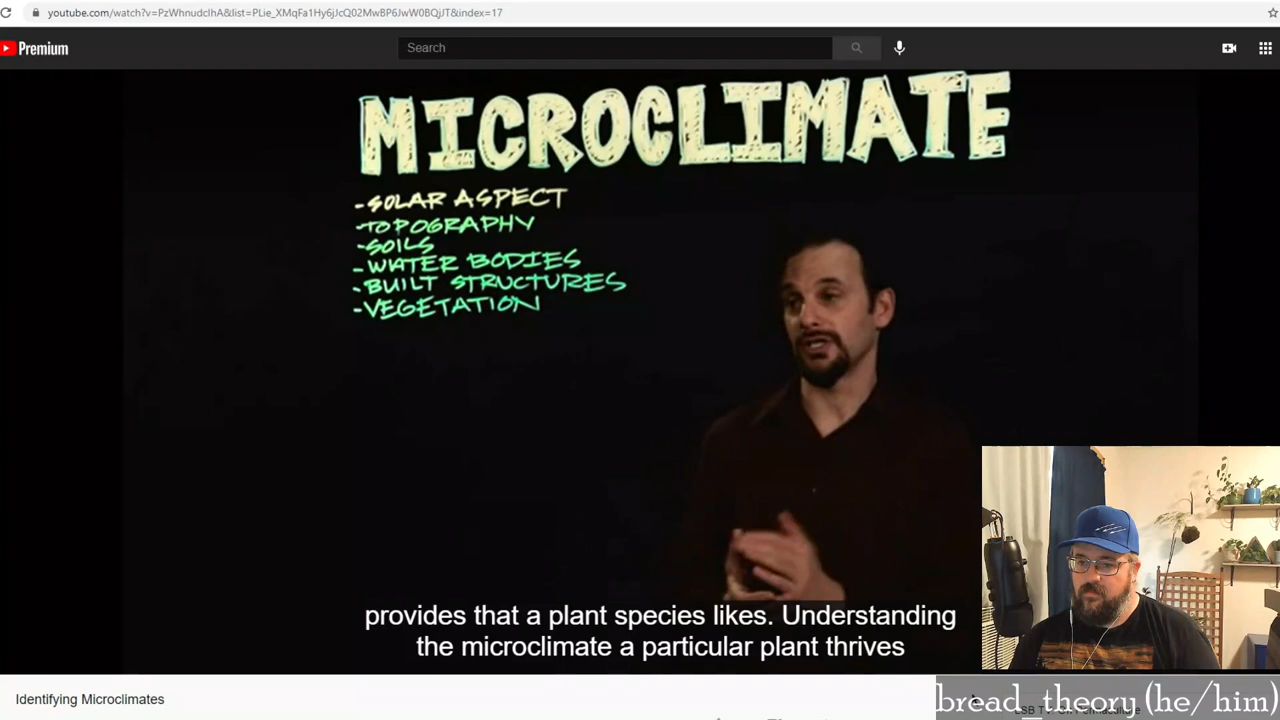 youtube.com/watch?v=PzWhnudcIhA&list=PLie_XMqFa1Hy6jJcQ02MwBP6JwW0BQjJT&index=17
Premium
Search
MICROCLIMATE
-SOLAR ASPECT
-TOPOGRAPHY
-SOILS
-WATER BODIES
-BUILT STRUCTURES
-VEGETATION
provides that a plant species likes. Understanding
the microclimate a particular plant thrives
Identifying Microclimates
bread_theory (he/him)